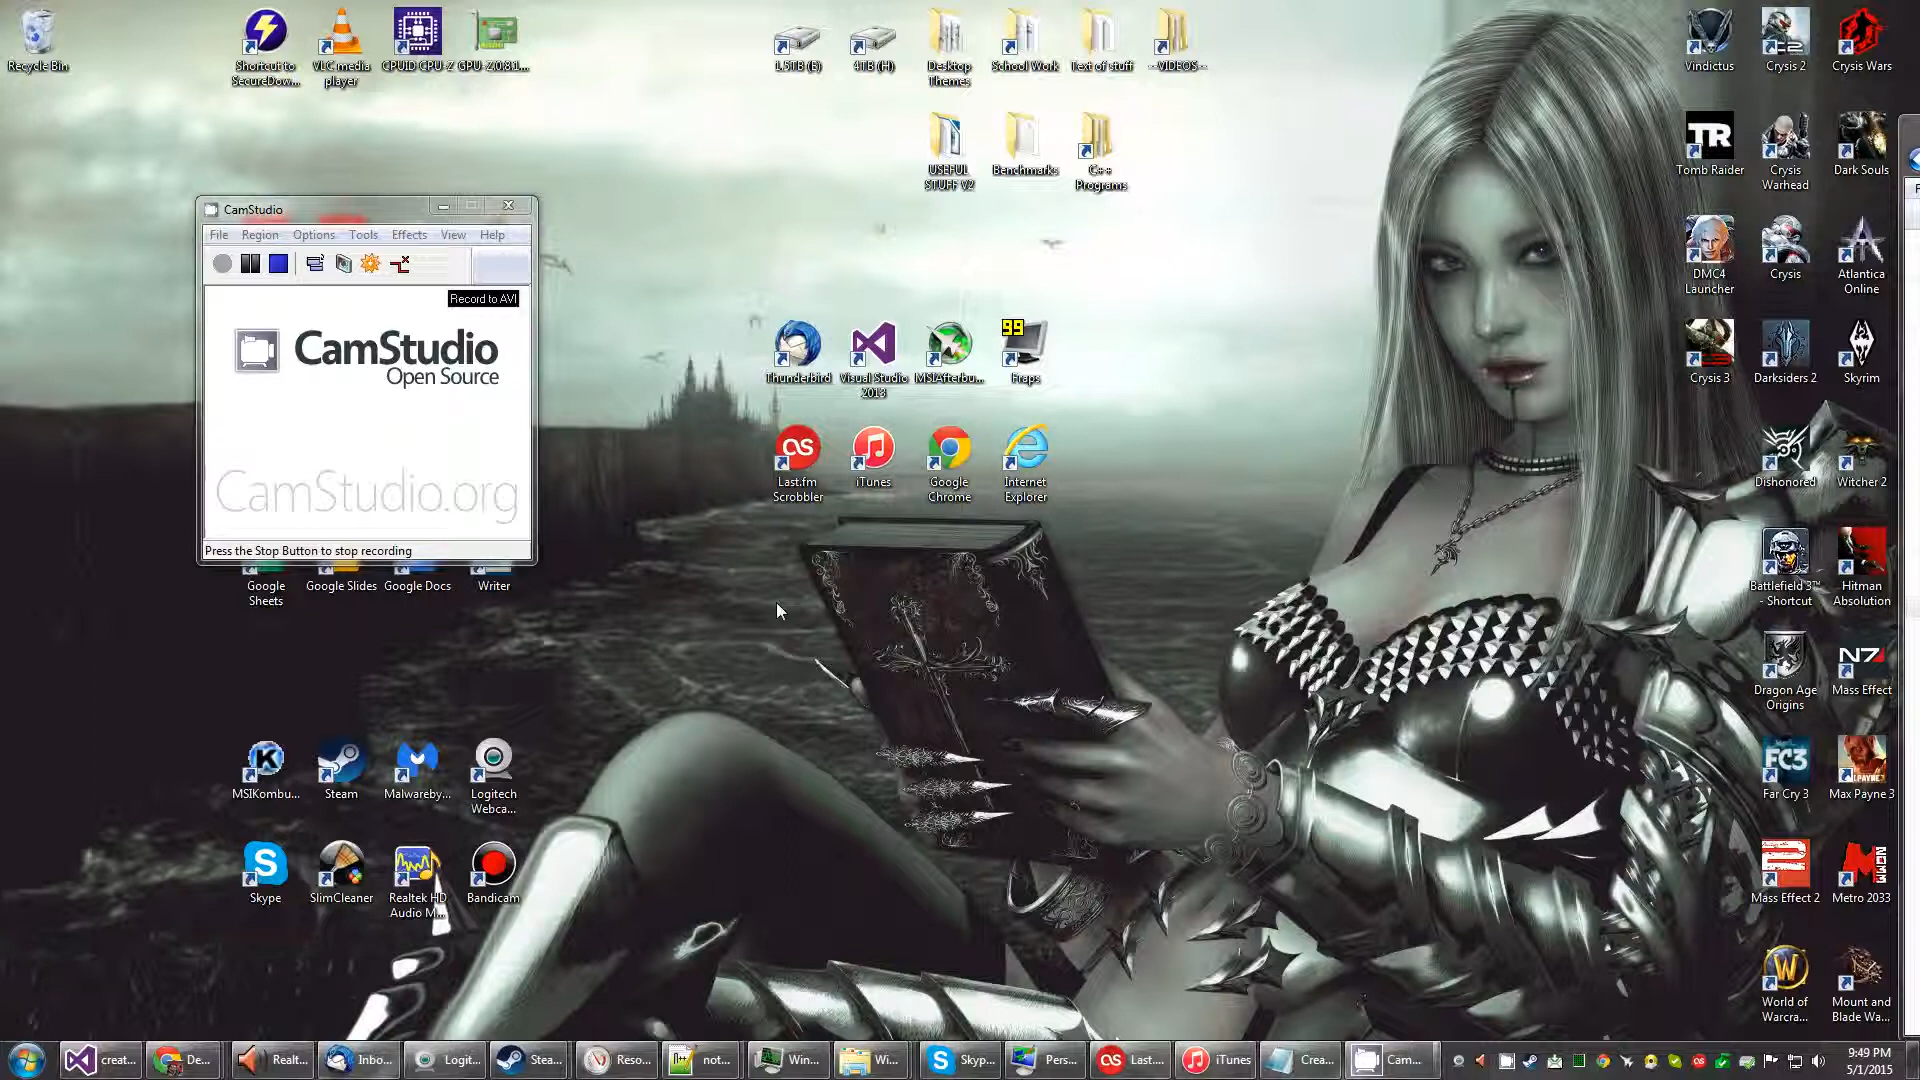 Recycle Bin
Shortcut to
SecureDow...
VLC media
player
CPUID CPU-Z
GPU-Z.0.8.1...
1.5TB (E)
4TB (H)
Desktop
Themes
School Work
Text of stuff
--VIDEOS--
USEFUL
STUFF V2
Benchmarks
C++
Programs
Vindictus
Crysis 2
Crysis Wars
TR
Tomb Raider
Crysis
Warhead
Dark Souls
DMC4
Launcher
Crysis
Atlantica
Online
Crysis 3
Darksiders 2
Skyrim
Dishonored
Witcher 2
Battlefield 3™
- Shortcut
Hitman
Absolution
Dragon Age
Origins
N7
Mass Effect
FC3
Far Cry 3
Max Payne 3
Mass Effect 2
Metro 2033
World of
Warcra...
Mount and
Blade Wa...
CamStudio
File Region Options Tools Effects View Help
Record to AVI
CamStudio
Open Source
CamStudio.org
Press the Stop Button to stop recording
99
Thunderbird
Visual Studio
2013
MSIAfterbu...
Fraps
Last.fm
Scrobbler
iTunes
Google
Chrome
Internet
Explorer
Google
Sheets
Google Slides
Google Docs
Writer
MSIKombu...
Steam
Malwareby...
Logitech
Webca...
Skype
SlimCleaner
Realtek HD
Audio M...
Bandicam
creat... De... Realt... Inbo... Logit... Stea... Reso... not... Win... Wi... Skyp... Pers... Last.... iTunes Crea... Cam...
9:49 PM
5/1/2015